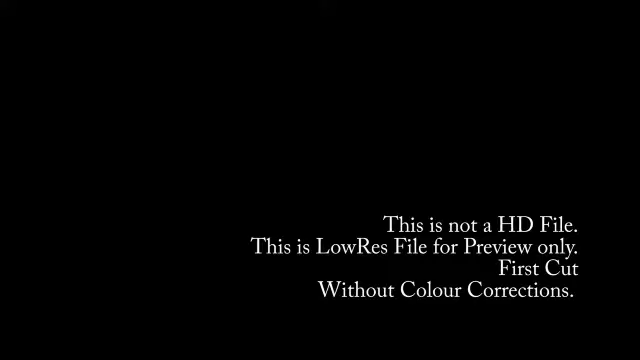 This is not a HD File.
This is LowRes File for Preview only.
First Cut
Without Colour Corrections.